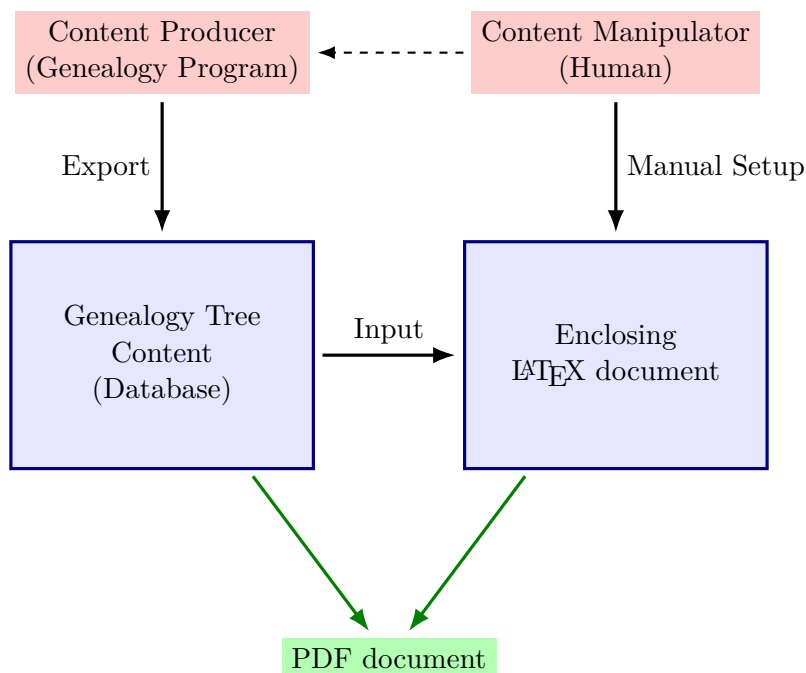 Content Producer
(Genealogy Program)
Content Manipulator
(Human)
Export
Manual Setup
Genealogy Tree
Content
(Database)
Input
Enclosing
LATEX document
PDF document